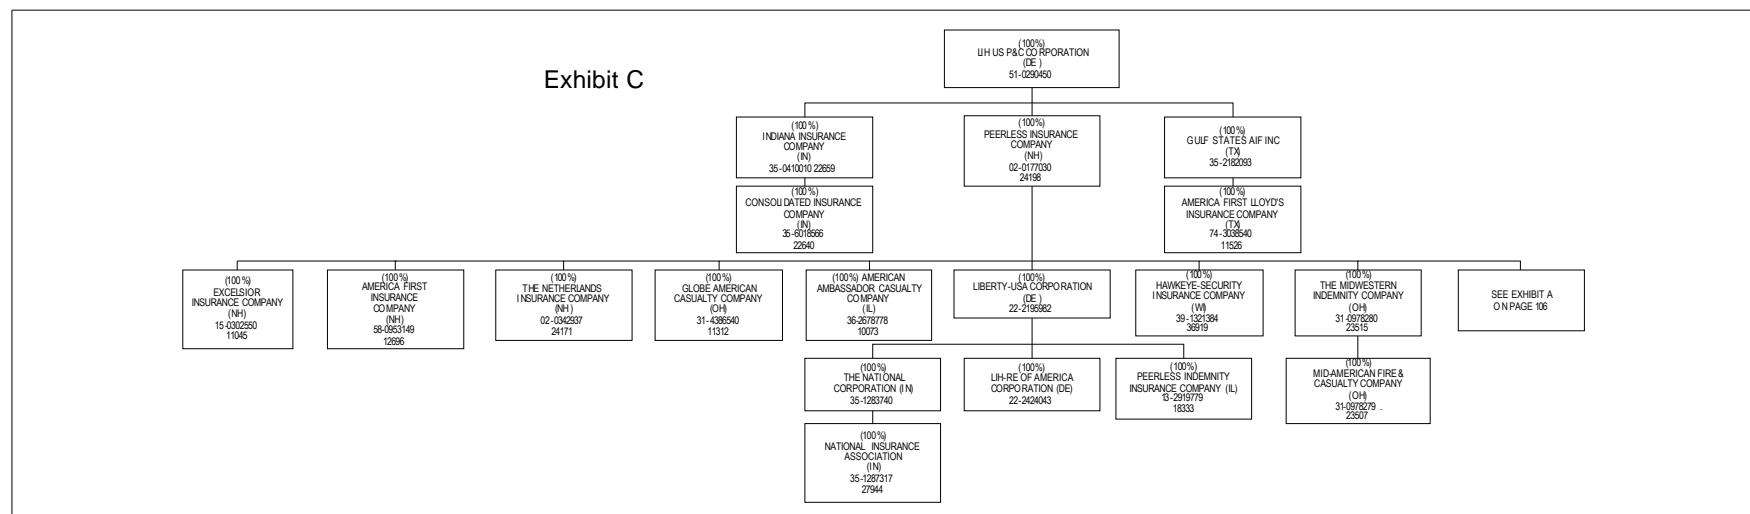 Exhibit C
(100%)
LIH US P&C CORPORATION
(DE )
51-0290450
(100%)
INDIANA INSURANCE
COMPANY
(IN)
35-0410010 22659
(100%)
PEERLESS INSURANCE
COMPANY
(NH)
02-0177030
24198
(100%)
GULF STATES AIF INC
(TX)
35-2182093
(100%)
CONSOLIDATED INSURANCE
COMPANY
(IN)
35-6018566
22640
(100%)
AMERICA FIRST LLOYD'S
INSURANCE COMPANY
(TX)
74-3038540
11526
(100%)
EXCELSIOR
INSURANCE COMPANY
(NH)
15-0302550
11045
(100%)
AMERICA FIRST
INSURANCE
COMPANY
(NH)
58-0953149
12696
(100%)
THE NETHERLANDS
INSURANCE COMPANY
(NH )
02-0342937
24171
(100%)
GLOBE AMERICAN
CASUALTY COMPANY
(OH)
31-4386540
11312
(100%) AMERICAN
AMBASSADOR CASUALTY
COMPANY
(IL)
36-2678778
10073
(100%)
LIBERTY-USA CORPORATION
(DE )
22-2195982
(100%)
HAWKEYE-SECURITY
INSURANCE COMPANY
(WI)
39-1321384
36919
(100%)
THE MIDWESTERN
INDEMNITY COMPANY
(OH)
31-0978280
23515
SEE EXHIBIT A
ON PAGE 106
(100%)
THE NATIONAL
CORPORATION (IN)
35-1283740
(100%)
LIH-RE OF AMERICA
CORPORATION (DE)
22-2424043
(100%)
PEERLESS INDEMNITY
INSURANCE COMPANY (IL)
13-2919779
18333
(100%)
MID-AMERICAN FIRE &
CASUALTY COMPANY
(OH)
31-0978279 .
23507
(100%)
NATIONAL INSURANCE
ASSOCIATION
(IN)
35-1287317
27944